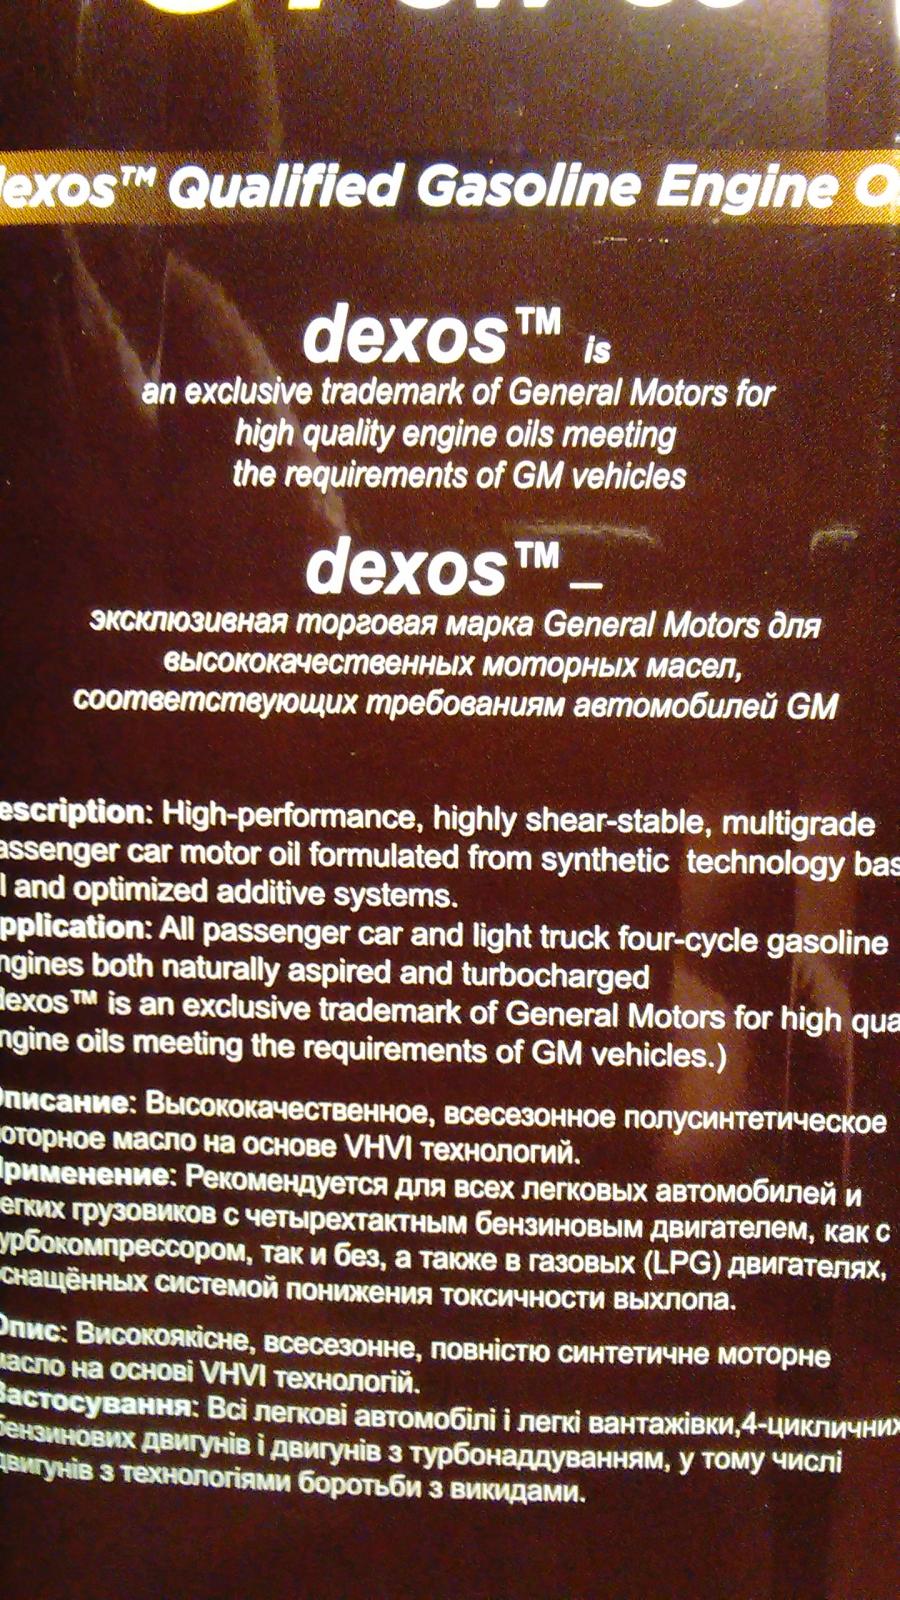 dexos™ Qualified Gasoline Engine
dexos™ is
an exclusive trademark of General Motors for
high quality engine oils meeting
the requirements of GM vehicles
dexos™ –
эксклюзивная торговая марка General Motors для
высококачественных моторных масел,
соответствующих требованиям автомобилей GM
escription: High-performance, highly shear-stable, multigrade
assenger car motor oil formulated from synthetic technology bas
l and optimized additive systems.
pplication: All passenger car and light truck four-cycle gasoline
ngines both naturally aspired and turbocharged
dexos™ is an exclusive trademark of General Motors for high qua
ngine oils meeting the requirements of GM vehicles.)
Описание: Высококачественное, всесезонное полусинтетическое
моторное масло на основе VHVI технологий.
Применение: Рекомендуется для всех легковых автомобилей и
егких грузовиков с четырехтактным бензиновым двигателем, как с
урбокомпрессором, так и без, а также в газовых (LPG) двигателях,
снащённых системой понижения токсичности выхлопа.
Опис: Високоякісне, всесезонне, повністю синтетичне моторне
масло на основі VHVI технологій.
Застосування: Всі легкові автомобілі і легкі вантажівки,4-цикличних
бензинових двигунів і двигунів з турбонаддуванням, у тому числі
двигунів з технологіями боротьби з викидами.